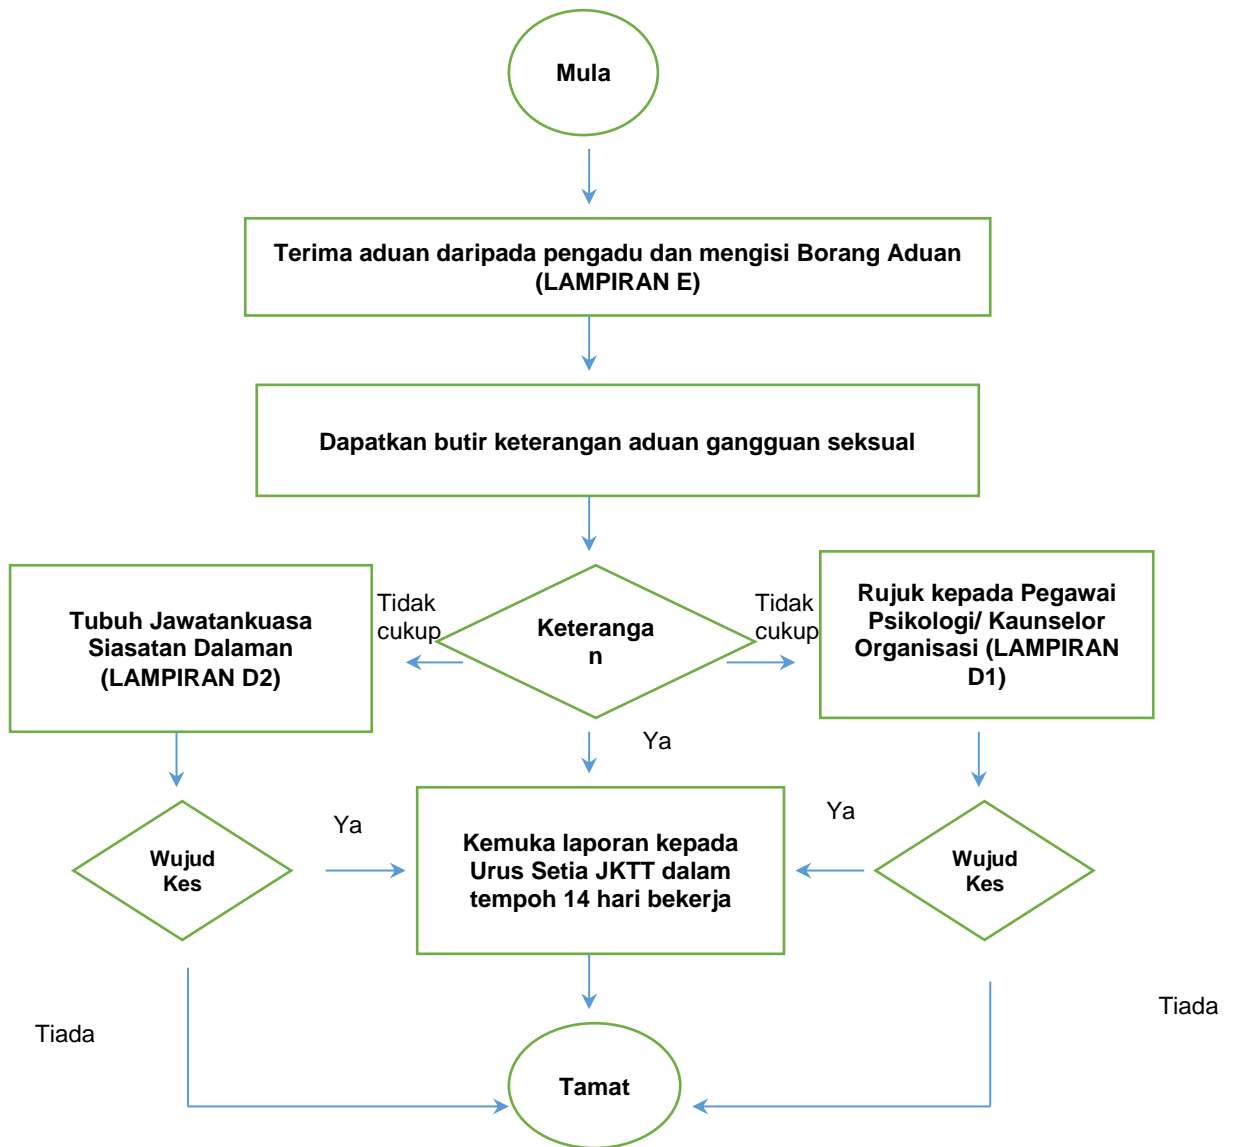 Mula
Terima aduan daripada pengadu dan mengisi Borang Aduan
(LAMPIRAN E)
Dapatkan butir keterangan aduan gangguan seksual
Tubuh Jawatankuasa
Siasatan Dalaman
(LAMPIRAN D2)
Tidak
cukup
Keteranga
n
Tidak
cukup
Rujuk kepada Pegawai
Psikologi/ Kaunselor
Organisasi (LAMPIRAN
D1)
Ya
Wujud
Kes
Ya
Kemuka laporan kepada
Urus Setia JKTT dalam
tempoh 14 hari bekerja
Ya
Wujud
Kes
Tiada
Tiada
Tamat